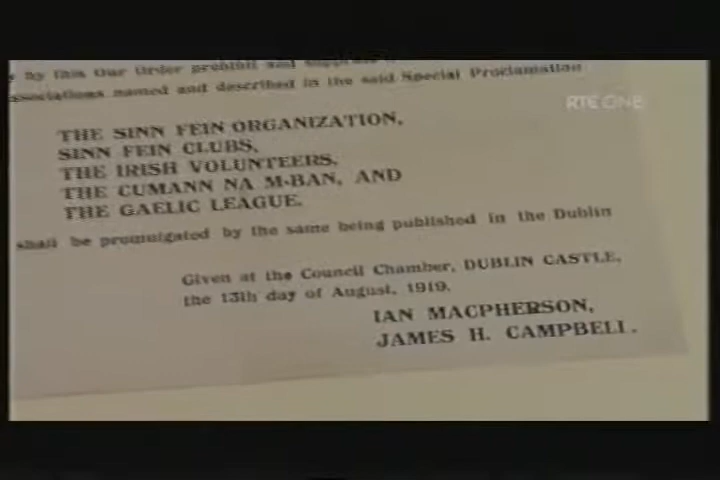 by this Our Order prohibit and suppress
ssociations named and described in the said Special Proclamation
RTÉ ONE
THE SINN FEIN ORGANIZATION,
SINN FEIN CLUBS,
THE IRISH VOLUNTEERS,
THE CUMANN NA M-BAN, AND
THE GAELIC LEAGUE.
shall be promulgated by the same being published in the Dublin
Given at the Council Chamber, DUBLIN CASTLE,
the 13th day of August, 1919.
IAN MACPHERSON,
JAMES H. CAMPBELL.